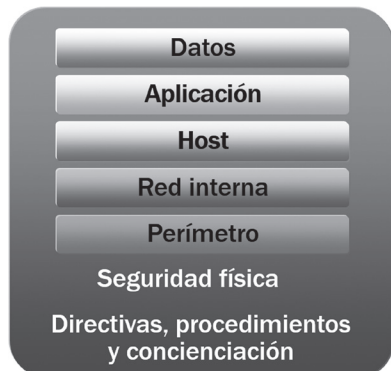 Datos
Aplicación
Host
Red interna
Perímetro
Seguridad física
Directivas, procedimientos
y concienciación